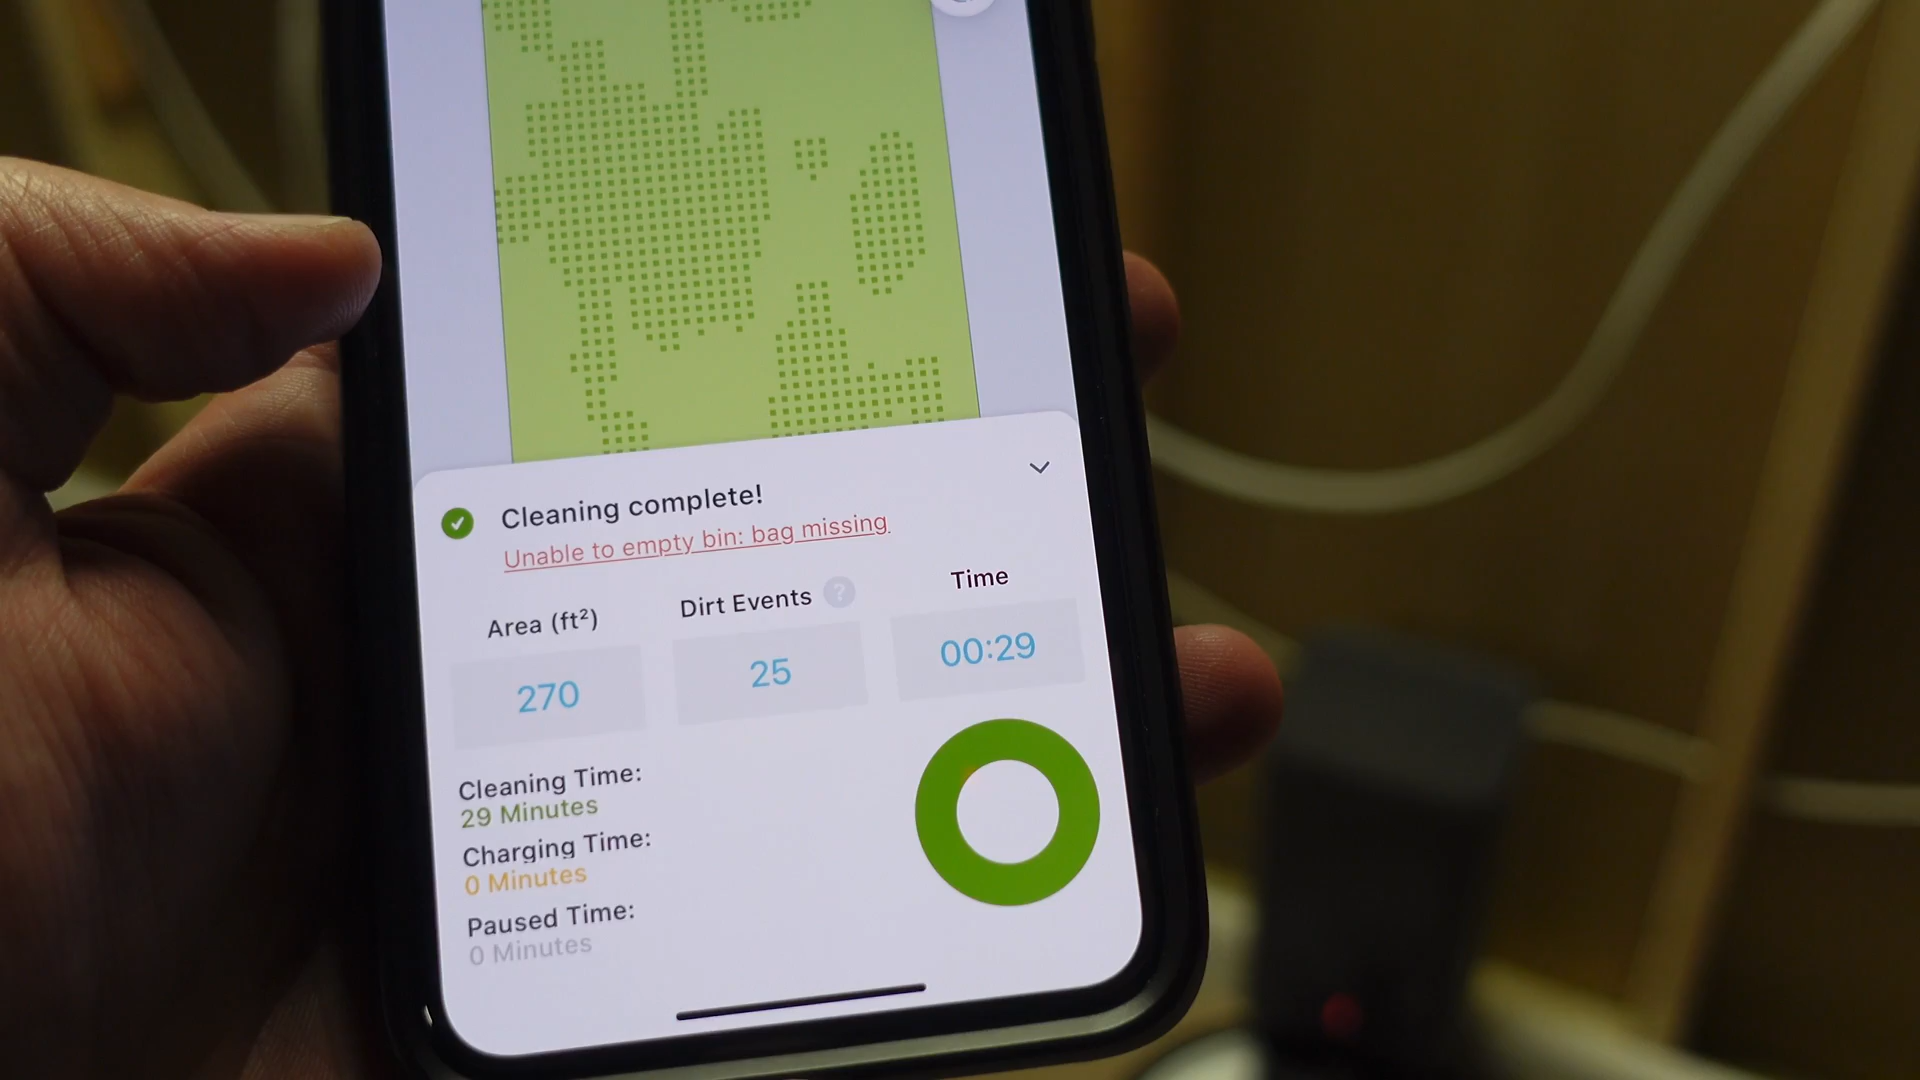 Cleaning complete!
Unable to empty bin: bag missing.
Area (ft²)
Dirt Events ?
Time
270
25
00:29
Cleaning Time:
29 Minutes
Charging Time:
0 Minutes
Paused Time:
0 Minutes